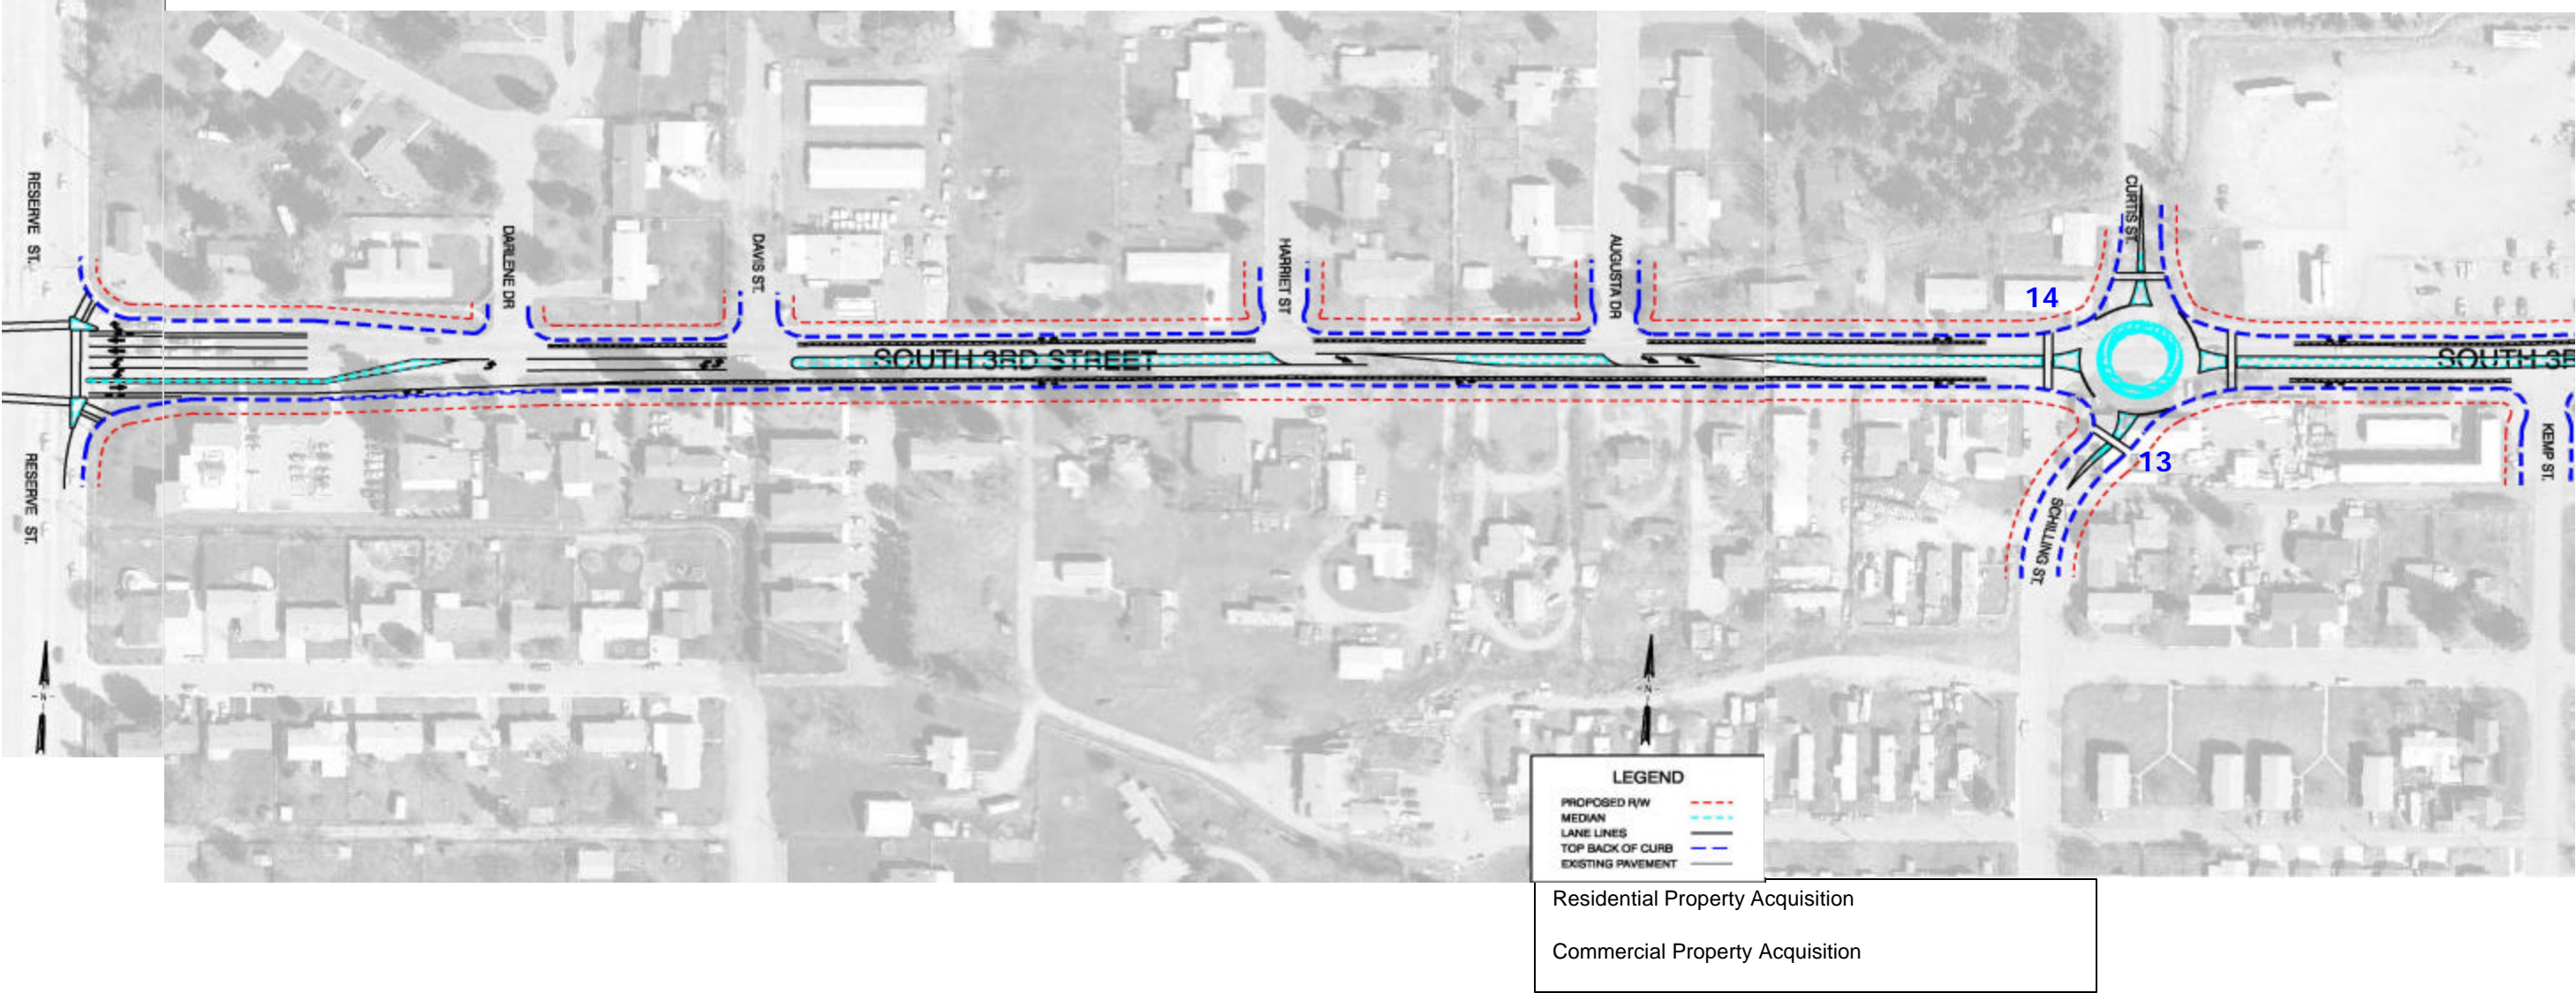 RESERVE ST.
DARLENE DR
DAVIS ST.
HARRIET ST
AUGUSTA DR
CURTIS ST.
14
SOUTH 3RD STREET
SOUTH 3R
RESERVE ST.
13
KEMP ST.
SCHILLING ST.
N
N
LEGEND
PROPOSED R/W
MEDIAN
LANE LINES
TOP BACK OF CURB
EXISTING PAVEMENT
Residential Property Acquisition
Commercial Property Acquisition